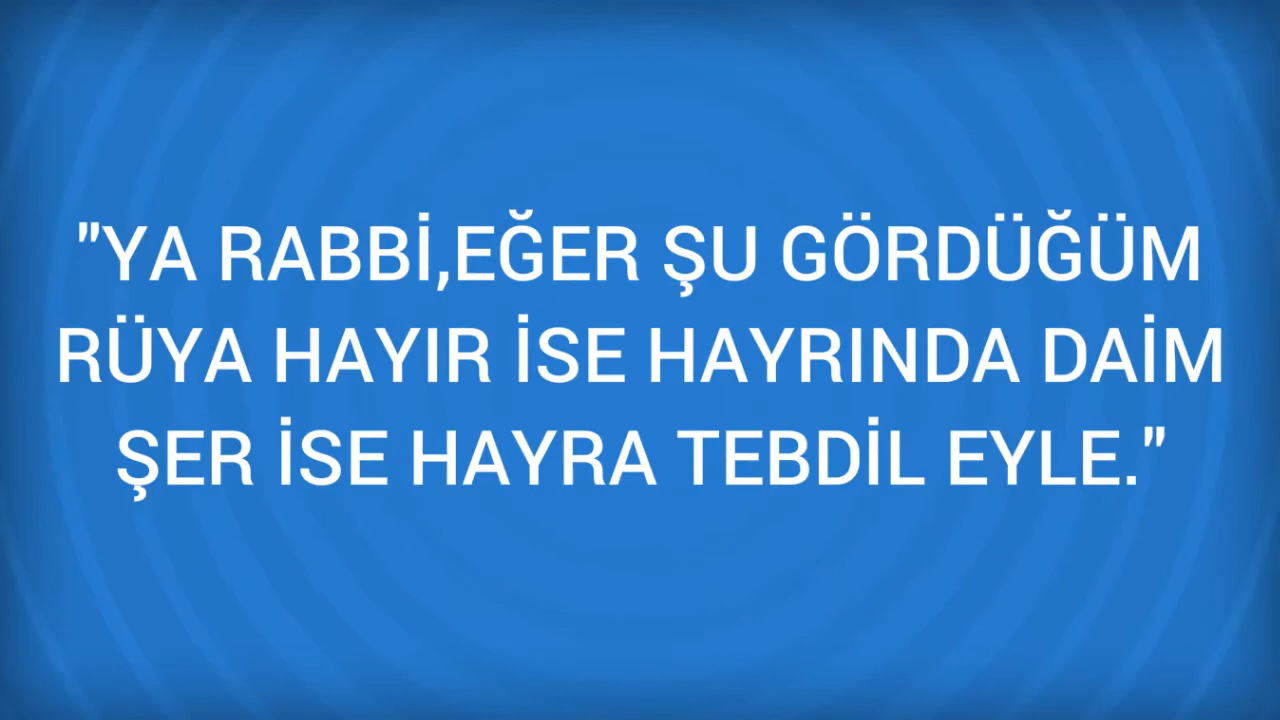 "YA RABBİ,EĞER ŞU GÖRDÜĞÜM
RÜYA HAYIR İSE HAYRINDA DAİM
ŞER İSE HAYRA TEBDİL EYLE."